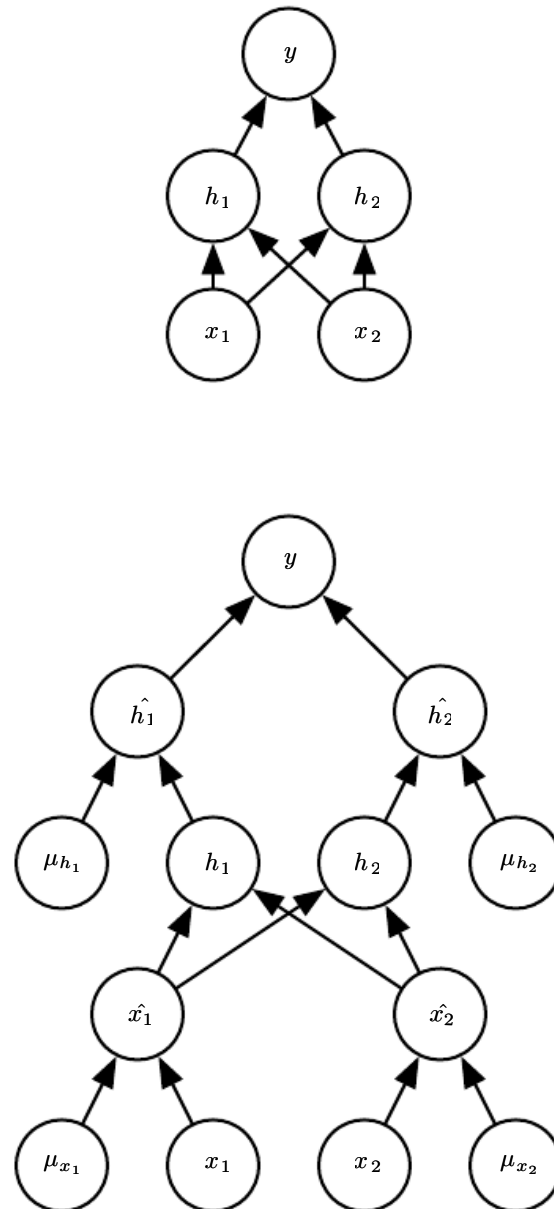 y
h₁ h₂
x₁ x₂
y
ĥ₁ ĥ₂
μ_{h₁} h₁ h₂ μ_{h₂}
x̂₁ x̂₂
μ_{x₁} x₁ x₂ μ_{x₂}